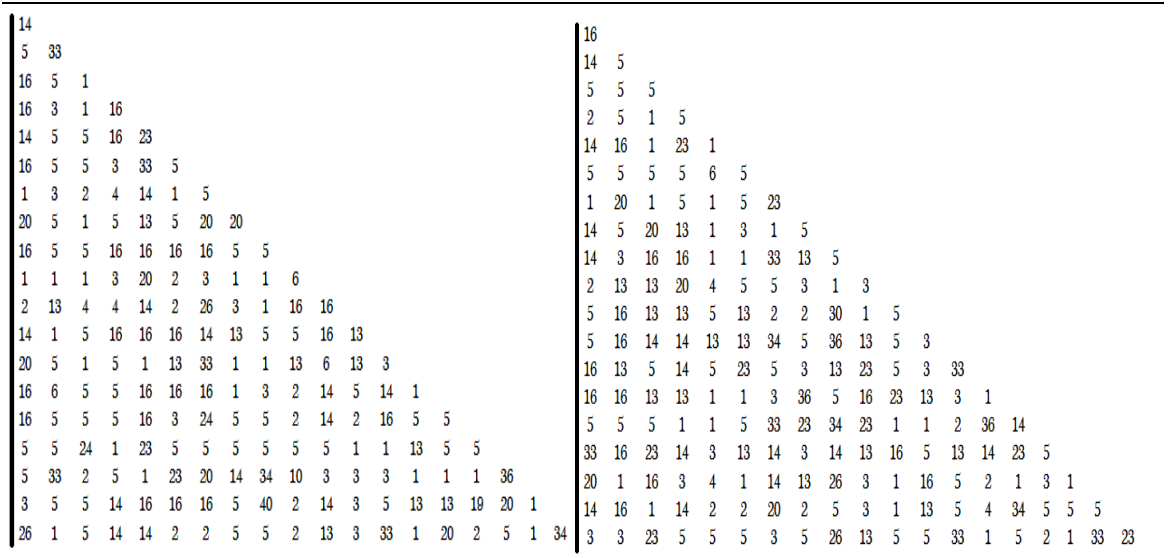 14
5 33
16 5 1
16 3 1 16
14 5 5 16 23
16 5 5 3 33 5
1 3 2 4 14 1 5
20 5 1 5 13 5 20 20
16 5 5 16 16 16 16 5 5
1 1 1 3 20 2 3 1 1 6
2 13 4 4 14 2 26 3 1 16 16
14 1 5 16 16 16 14 13 5 5 16 13
20 5 1 5 1 13 33 1 1 13 6 13 3
16 6 5 5 16 16 16 1 3 2 14 5 14 1
16 5 5 5 16 3 24 5 5 2 14 2 16 5 5
5 5 24 1 23 5 5 5 5 5 5 1 1 13 5 5
5 33 2 5 1 23 20 14 34 10 3 3 3 1 1 1 36
3 5 5 14 16 16 16 5 40 2 14 3 5 13 13 19 20 1
26 1 5 14 14 2 2 5 5 2 13 3 33 1 20 2 5 1 34
16
14 5
5 5 5
2 5 1 5
14 16 1 23 1
5 5 5 5 6 5
1 20 1 5 1 5 23
14 5 20 13 1 3 1 5
14 3 16 16 1 1 33 13 5
2 13 13 20 4 5 5 3 1 3
5 16 13 13 5 13 2 2 30 1 5
5 16 14 14 13 13 34 5 36 13 5 3
16 13 5 14 5 23 5 3 13 23 5 3 33
16 16 13 13 1 1 3 36 5 16 23 13 3 1
5 5 5 1 1 5 33 23 34 23 1 1 2 36 14
33 16 23 14 3 13 14 3 14 13 16 5 13 14 23 5
20 1 16 3 4 1 14 13 26 3 1 16 5 2 1 3 1
14 16 1 14 2 2 20 2 5 3 1 13 5 4 34 5 5 5
3 3 23 5 5 5 3 5 26 13 5 5 33 1 5 2 1 33 23